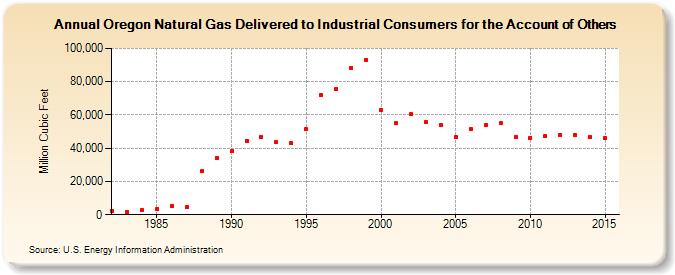 Annual Oregon Natural Gas Delivered to Industrial Consumers for the Account of Others
Million Cubic Feet
100,000
80,000
60,000
40,000
20,000
0
1985 1990 1995 2000 2005 2010 2015
Source: U.S. Energy Information Administration